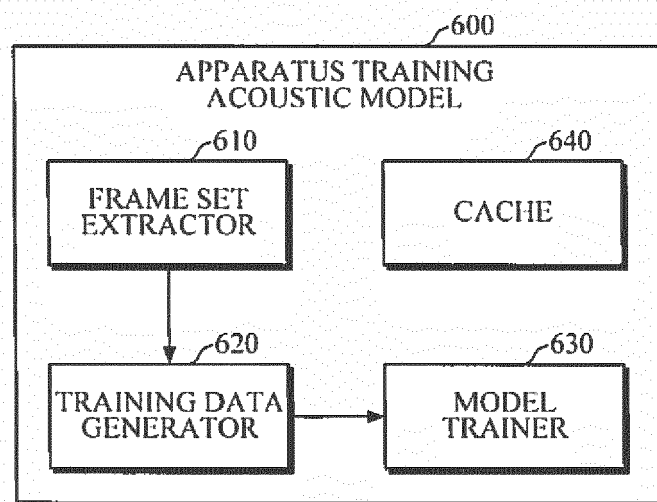 600
APPARATUS TRAINING
ACOUSTIC MODEL
610
FRAME SET
EXTRACTOR
640
CACHE
620
TRAINING DATA
GENERATOR
630
MODEL
TRAINER